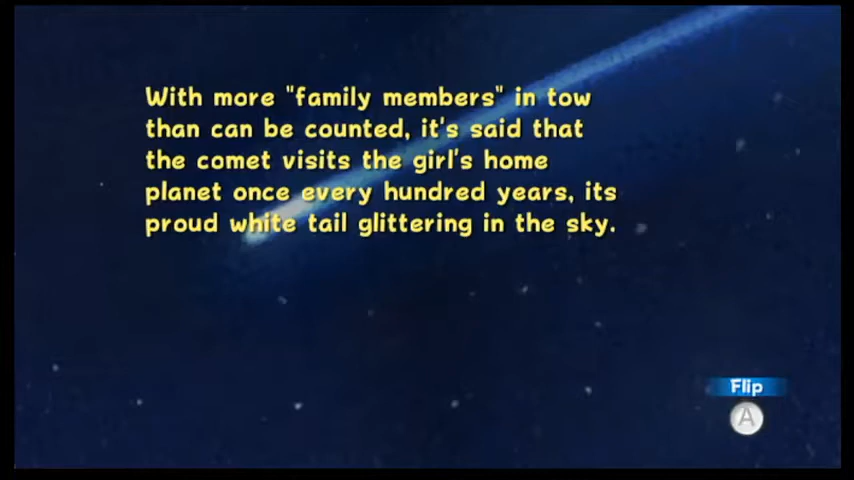 With more "family members" in tow
than can be counted, it's said that
the comet visits the girl's home
planet once every hundred years, its
proud white tail glittering in the sky.
Flip
A